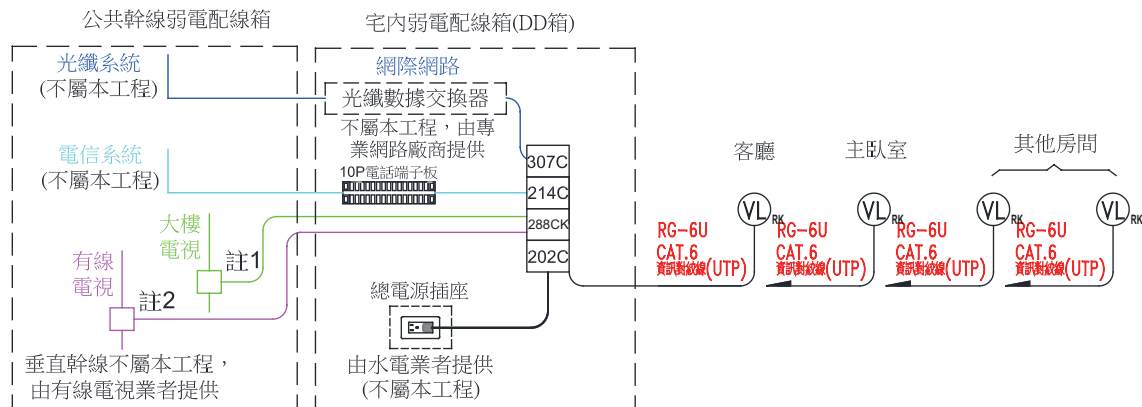 公共幹線弱電配線箱
宅內弱電配線箱(DD箱)
光纖系統
(不屬本工程)
網際網路
光纖數據交換器
不屬本工程，由專
業網路廠商提供
電信系統
(不屬本工程)
10P電話端子板
307C
214C
288CK
202C
大樓
電視
註1
有線
電視
註2
垂直幹線不屬本工程，
由有線電視業者提供
總電源插座
由水電業者提供
(不屬本工程)
客廳
主臥室
其他房間
VL RK
VL RK
VL RK
VL RK
RG-6U
CAT.6
資訊對絞線(UTP)
RG-6U
CAT.6
資訊對絞線(UTP)
RG-6U
CAT.6
資訊對絞線(UTP)
RG-6U
CAT.6
資訊對絞線(UTP)